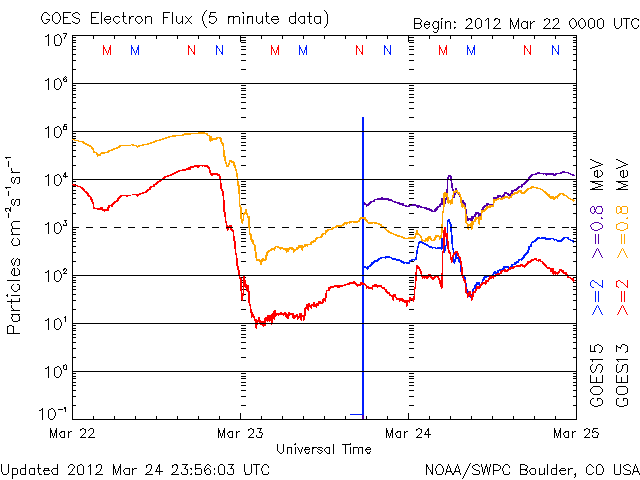 GOES Electron Flux (5 minute data)
Begin: 2012 Mar 22 0000 UTC
10⁷
M M N N M M N N M M N N
10⁶
10⁵
10⁴
10³
10²
10¹
10⁰
10⁻¹
Particles cm⁻²s⁻¹sr⁻¹
GOES15 >=2 >=0.8 MeV
GOES13 >=2 >=0.8 MeV
Mar 22 Mar 23 Mar 24 Mar 25
Universal Time
Updated 2012 Mar 24 23:56:03 UTC
NOAA/SWPC Boulder, CO USA